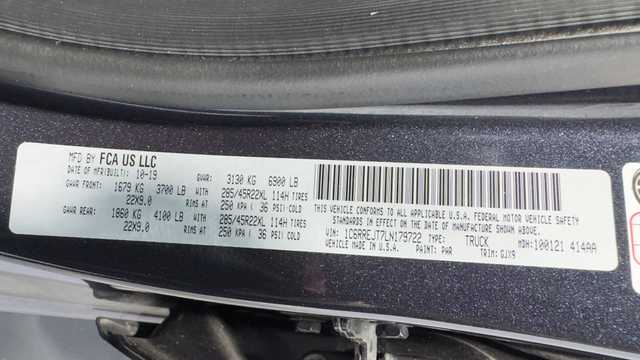 MFD BY FCA US LLC
DATE OF MFR(BUILT): 10-19 GVWR: 3130 KG 6900 LB
GAWR FRONT: 1679 KG 3700 LB WITH 285/45R22XL 114H TIRES
22X9.0 RIMS AT 250 KPA( 36 PSI) COLD
GAWR REAR: 1860 KG 4100 LB WITH 285/45R22XL 114H TIRES
22X9.0 RIMS AT 250 KPA( 36 PSI) COLD
THIS VEHICLE CONFORMS TO ALL APPLICABLE U.S.A. FEDERAL MOTOR VEHICLE SAFETY
STANDARDS IN EFFECT ON THE DATE OF MANUFACTURE SHOWN ABOVE.
VIN: 1C6RREJT7LN179722 TYPE: TRUCK MDH: 100121 414AA
MADE IN U.S.A. PAINT: PAR TRIM: GJX9